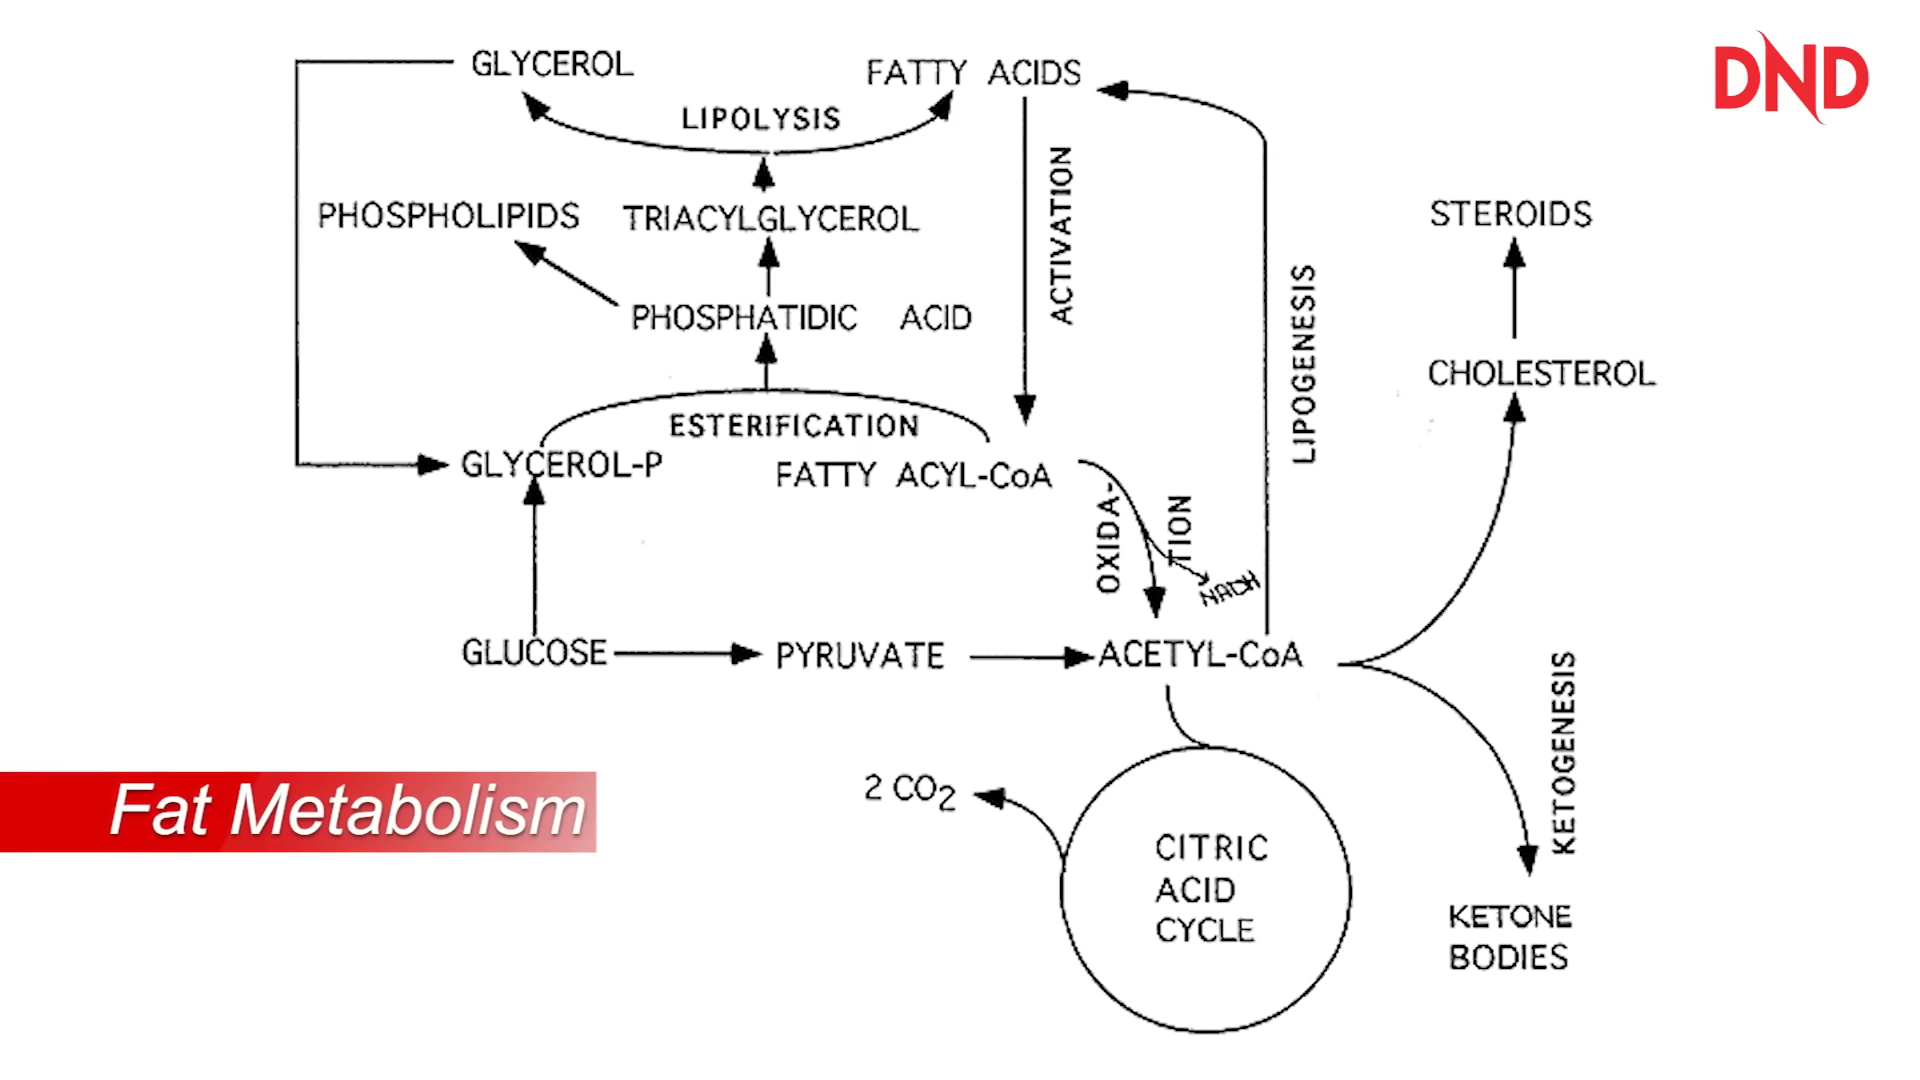 DND
GLYCEROL
FATTY ACIDS
LIPOLYSIS
ACTIVATION
PHOSPHOLIPIDS
TRIACYLGLYCEROL
STEROIDS
PHOSPHATIDIC ACID
LIPOGENESIS
CHOLESTEROL
ESTERIFICATION
GLYCEROL-P
FATTY ACYL-CoA
OXIDA-
TION
NADH
GLUCOSE
PYRUVATE
ACETYL-CoA
KETOGENESIS
Fat Metabolism
2 CO2
CITRIC
ACID
CYCLE
KETONE
BODIES